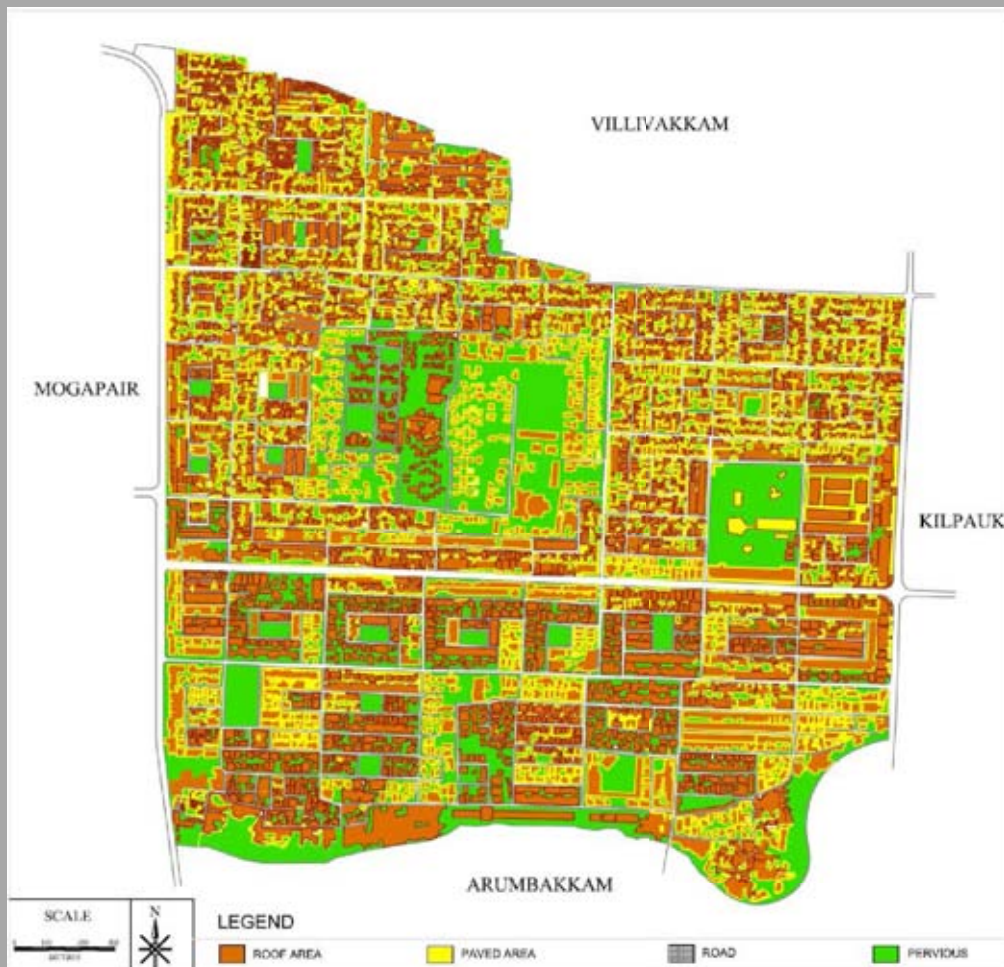 VILLIVAKKAM
MOGAPAIR
KILPAUK
ARUMBAKKAM
SCALE
N
LEGEND
ROOF AREA
PAVED AREA
ROAD
PERVIOUS